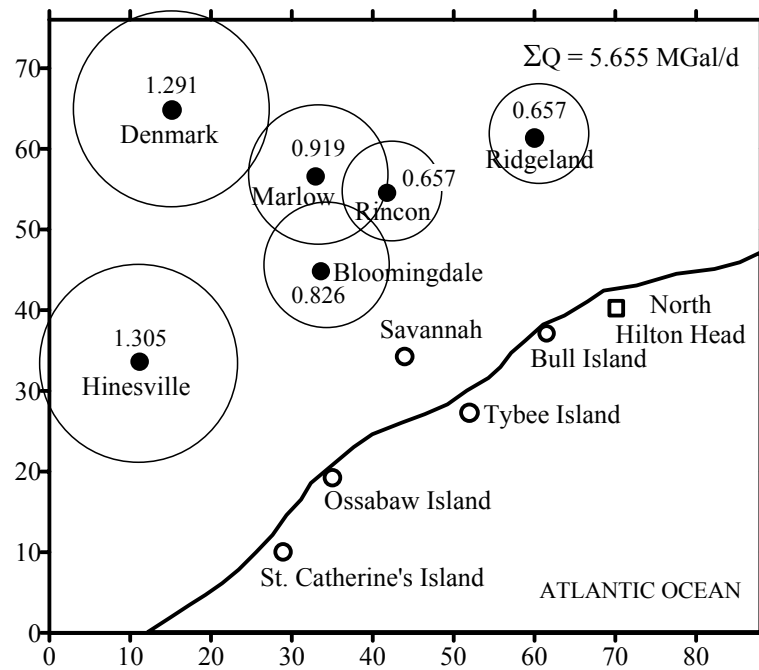 ΣQ = 5.655 MGal/d
70
1.291
Denmark
0.657
Ridgeland
60
0.919
Marlow
0.657
Rincon
50
Bloomingdale
0.826
40
North
Hilton Head
Savannah
Bull Island
1.305
Hinesville
30
Tybee Island
20
Ossabaw Island
10
St. Catherine's Island
ATLANTIC OCEAN
0
0 10 20 30 40 50 60 70 80